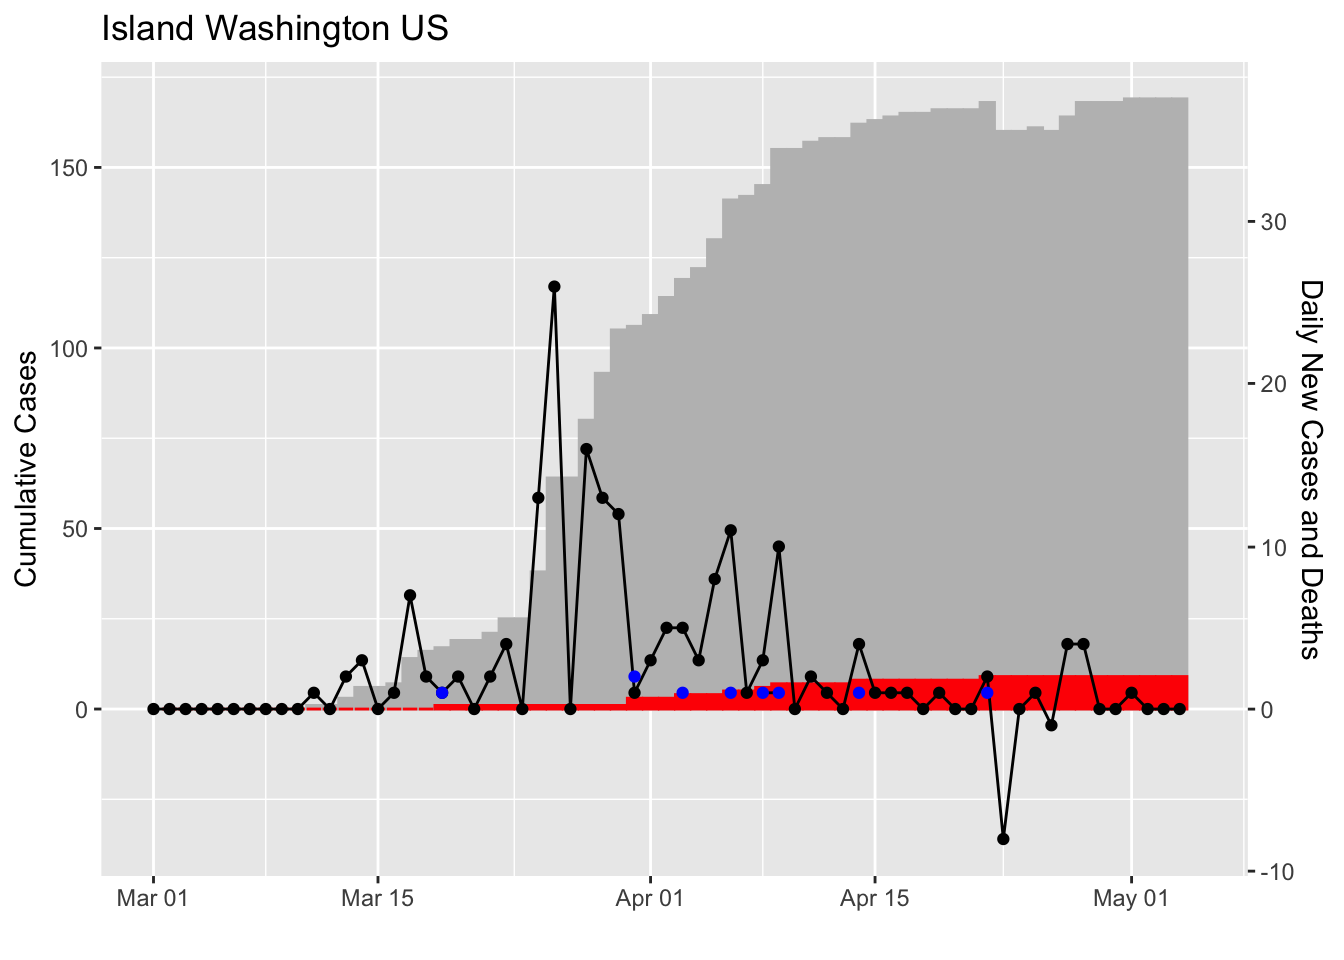 Island Washington US
Cumulative Cases
150
100
50
0
30
20
10
0
-10
Daily New Cases and Deaths
Mar 01
Mar 15
Apr 01
Apr 15
May 01